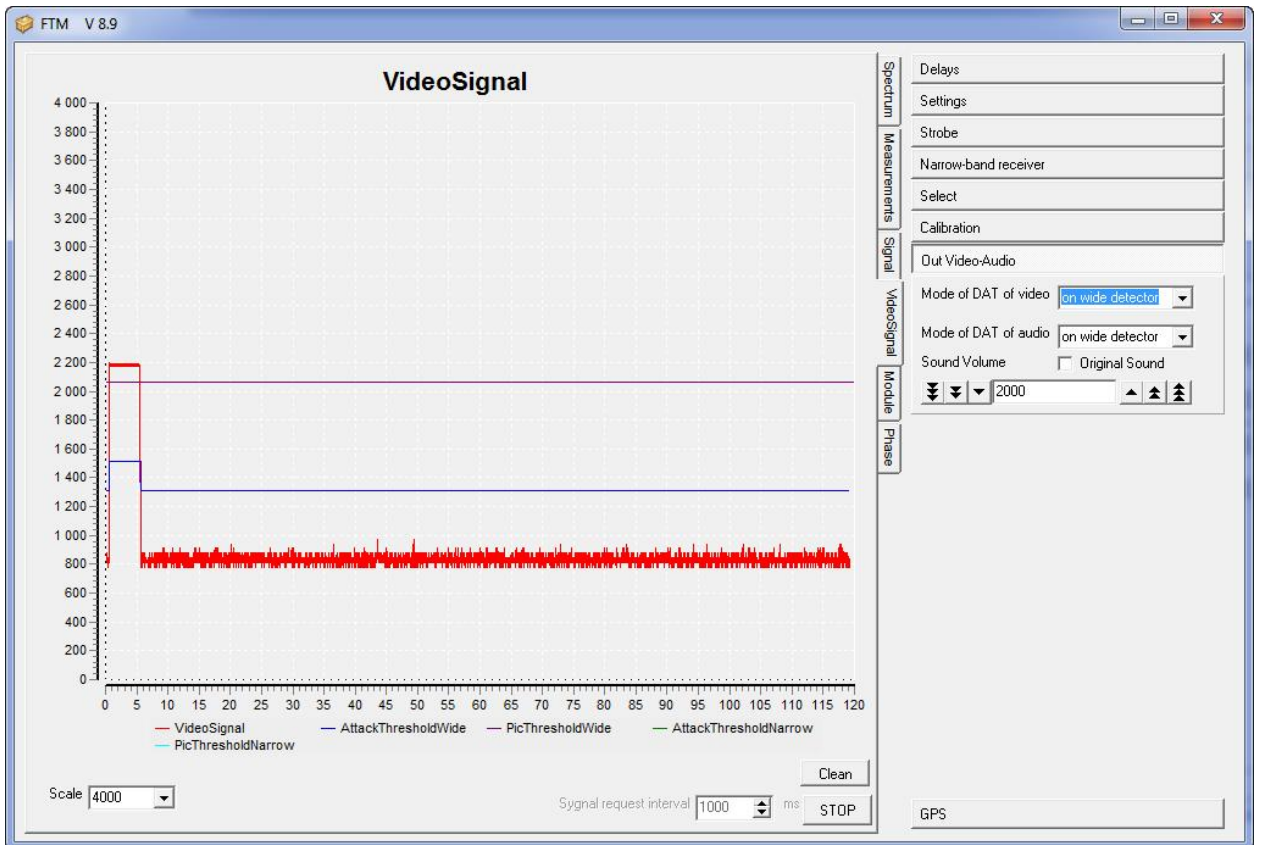 FTM V 8.9
VideoSignal
4 000
3 800
3 600
3 400
3 200
3 000
2 800
2 600
2 400
2 200
2 000
1 800
1 600
1 400
1 200
1 000
800
600
400
200
0
0 5 10 15 20 25 30 35 40 45 50 55 60 65 70 75 80 85 90 95 100 105 110 115 120
VideoSignal AttackThresholdWide PicThresholdWide AttackThresholdNarrow
PicThresholdNarrow
Clean
Scale 4000
Sygnal request interval 1000 ms STOP
Spectrum
Measurements
Signal
VideoSignal
Module
Phase
Delays
Settings
Strobe
Narrow-band receiver
Select
Calibration
Out Video-Audio
Mode of DAT of video on wide detector
Mode of DAT of audio on wide detector
Sound Volume Original Sound
2000
GPS